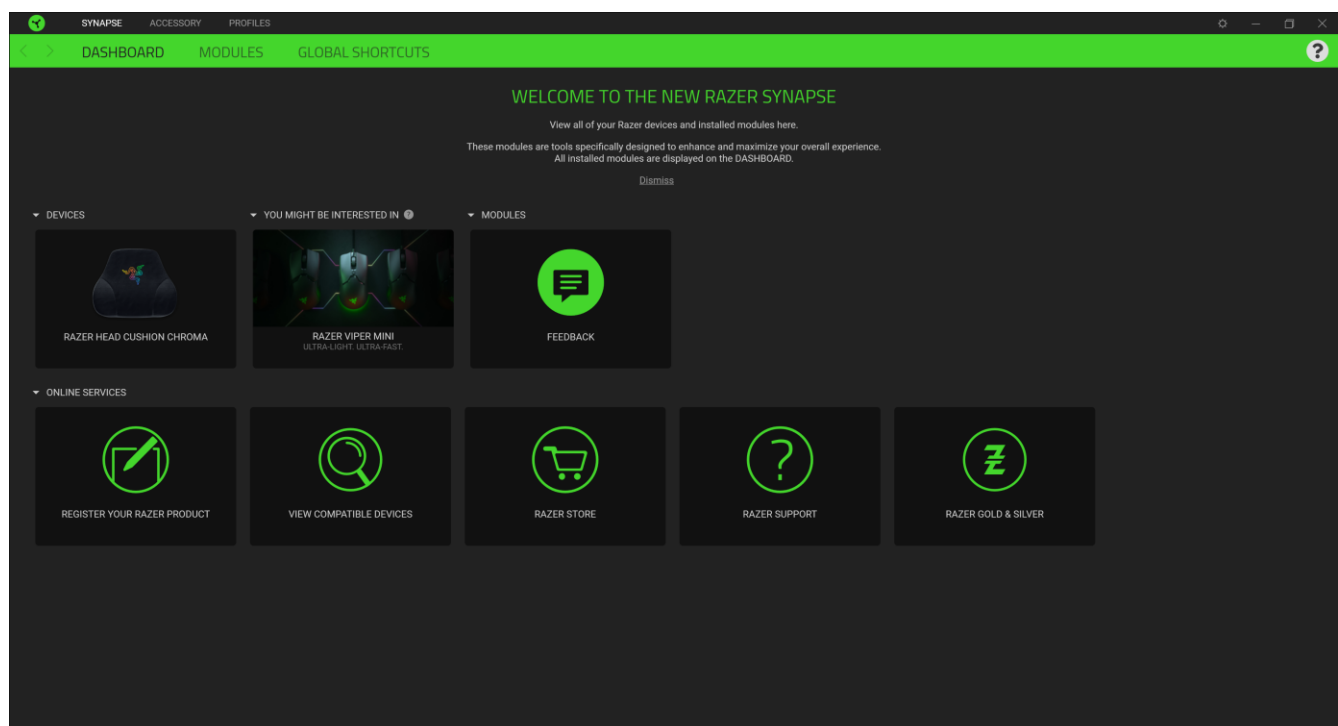 SYNAPSE ACCESSORY PROFILES
DASHBOARD MODULES GLOBAL SHORTCUTS
?
WELCOME TO THE NEW RAZER SYNAPSE
View all of your Razer devices and installed modules here.
These modules are tools specifically designed to enhance and maximize your overall experience.
All installed modules are displayed on the DASHBOARD.
Dismiss
DEVICES
YOU MIGHT BE INTERESTED IN ?
MODULES
RAZER HEAD CUSHION CHROMA
RAZER VIPER MINI
ULTRA-LIGHT. ULTRA-FAST.
FEEDBACK
ONLINE SERVICES
REGISTER YOUR RAZER PRODUCT
VIEW COMPATIBLE DEVICES
RAZER STORE
?
RAZER SUPPORT
RAZER GOLD & SILVER